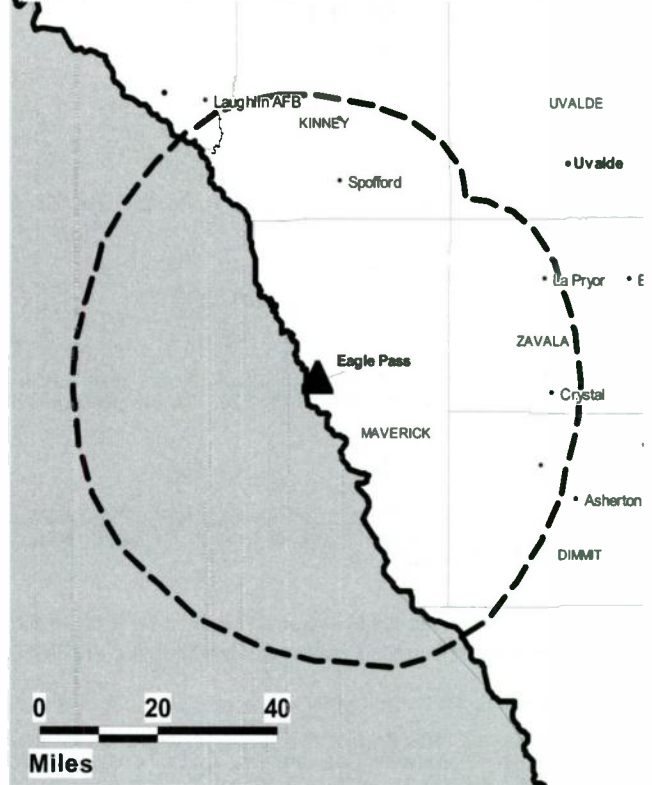 Laughlin AFB
KINNEY
UVALDE
Uvalde
Spofford
La Pryor
E
ZAVALA
Eagle Pass
Crystal
MAVERICK
Asherton
DIMMIT
0 20 40
Miles